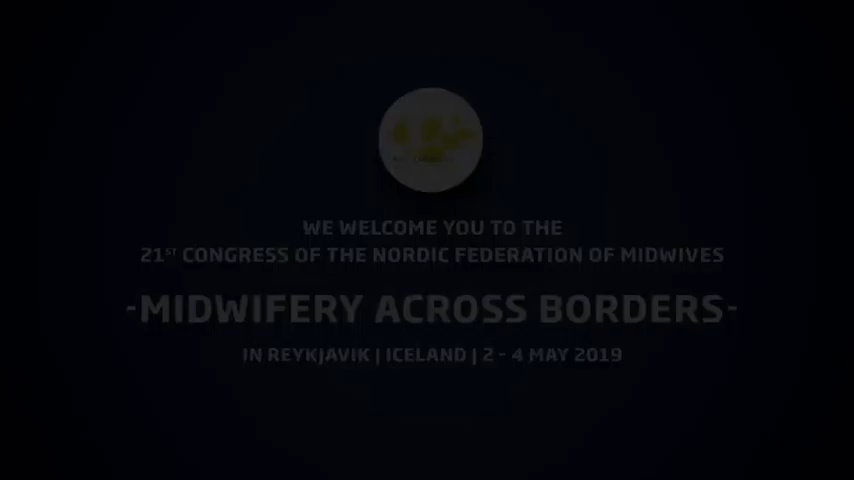 WE WELCOME YOU TO THE
21ST CONGRESS OF THE NORDIC FEDERATION OF MIDWIVES
-MIDWIFERY ACROSS BORDERS-
IN REYKJAVIK | ICELAND | 2 - 4 MAY 2019